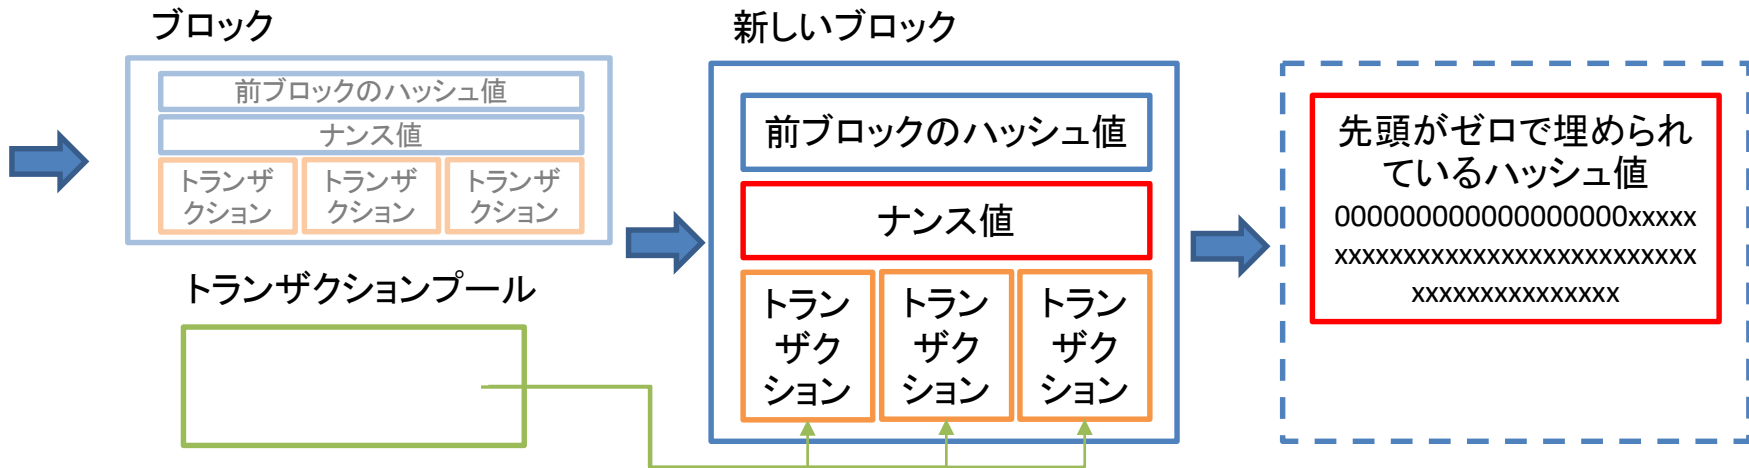 ブロック
前ブロックのハッシュ値
ナンス値
トランザ
クション
トランザ
クション
トランザ
クション
トランザクションプール
新しいブロック
前ブロックのハッシュ値
ナンス値
トラン
ザク
ション
トラン
ザク
ション
トラン
ザク
ション
先頭がゼロで埋められ
ているハッシュ値
000000000000000000xxxxx
xxxxxxxxxxxxxxxxxxxxxxxxxx
xxxxxxxxxxxxxxx